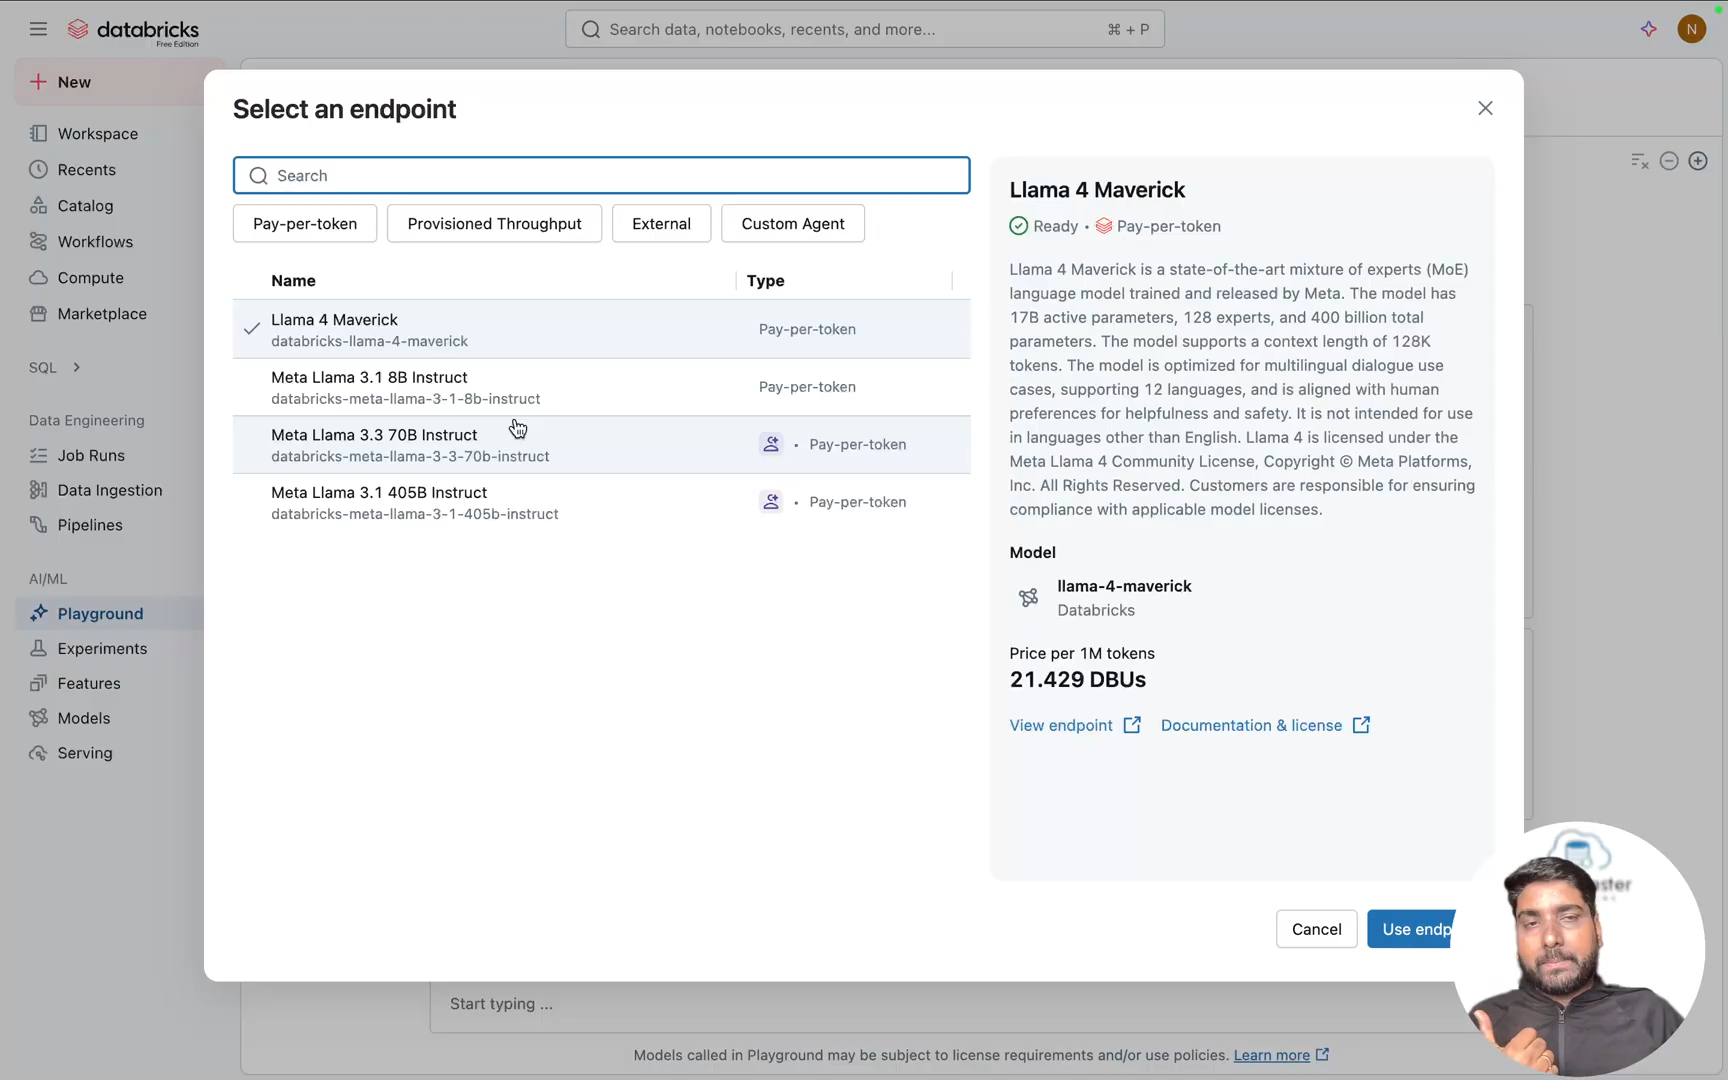 databricks
Free Edition
Search data, notebooks, recents, and more...
⌘ + P
N
New
Workspace
Recents
Catalog
Workflows
Compute
Marketplace
SQL
Data Engineering
Job Runs
Data Ingestion
Pipelines
AI/ML
Playground
Experiments
Features
Models
Serving
Select an endpoint
Search
Pay-per-token
Provisioned Throughput
External
Custom Agent
Name
Type
Llama 4 Maverick
databricks-llama-4-maverick
Pay-per-token
Meta Llama 3.1 8B Instruct
databricks-meta-llama-3-1-8b-instruct
Pay-per-token
Meta Llama 3.3 70B Instruct
databricks-meta-llama-3-3-70b-instruct
• Pay-per-token
Meta Llama 3.1 405B Instruct
databricks-meta-llama-3-1-405b-instruct
• Pay-per-token
Llama 4 Maverick
Ready • Pay-per-token
Llama 4 Maverick is a state-of-the-art mixture of experts (MoE)
language model trained and released by Meta. The model has
17B active parameters, 128 experts, and 400 billion total
parameters. The model supports a context length of 128K
tokens. The model is optimized for multilingual dialogue use
cases, supporting 12 languages, and is aligned with human
preferences for helpfulness and safety. It is not intended for use
in languages other than English. Llama 4 is licensed under the
Meta Llama 4 Community License, Copyright © Meta Platforms,
Inc. All Rights Reserved. Customers are responsible for ensuring
compliance with applicable model licenses.
Model
llama-4-maverick
Databricks
Price per 1M tokens
21.429 DBUs
View endpoint
Documentation & license
Cancel
Use endp
Start typing ...
Models called in Playground may be subject to license requirements and/or use policies. Learn more